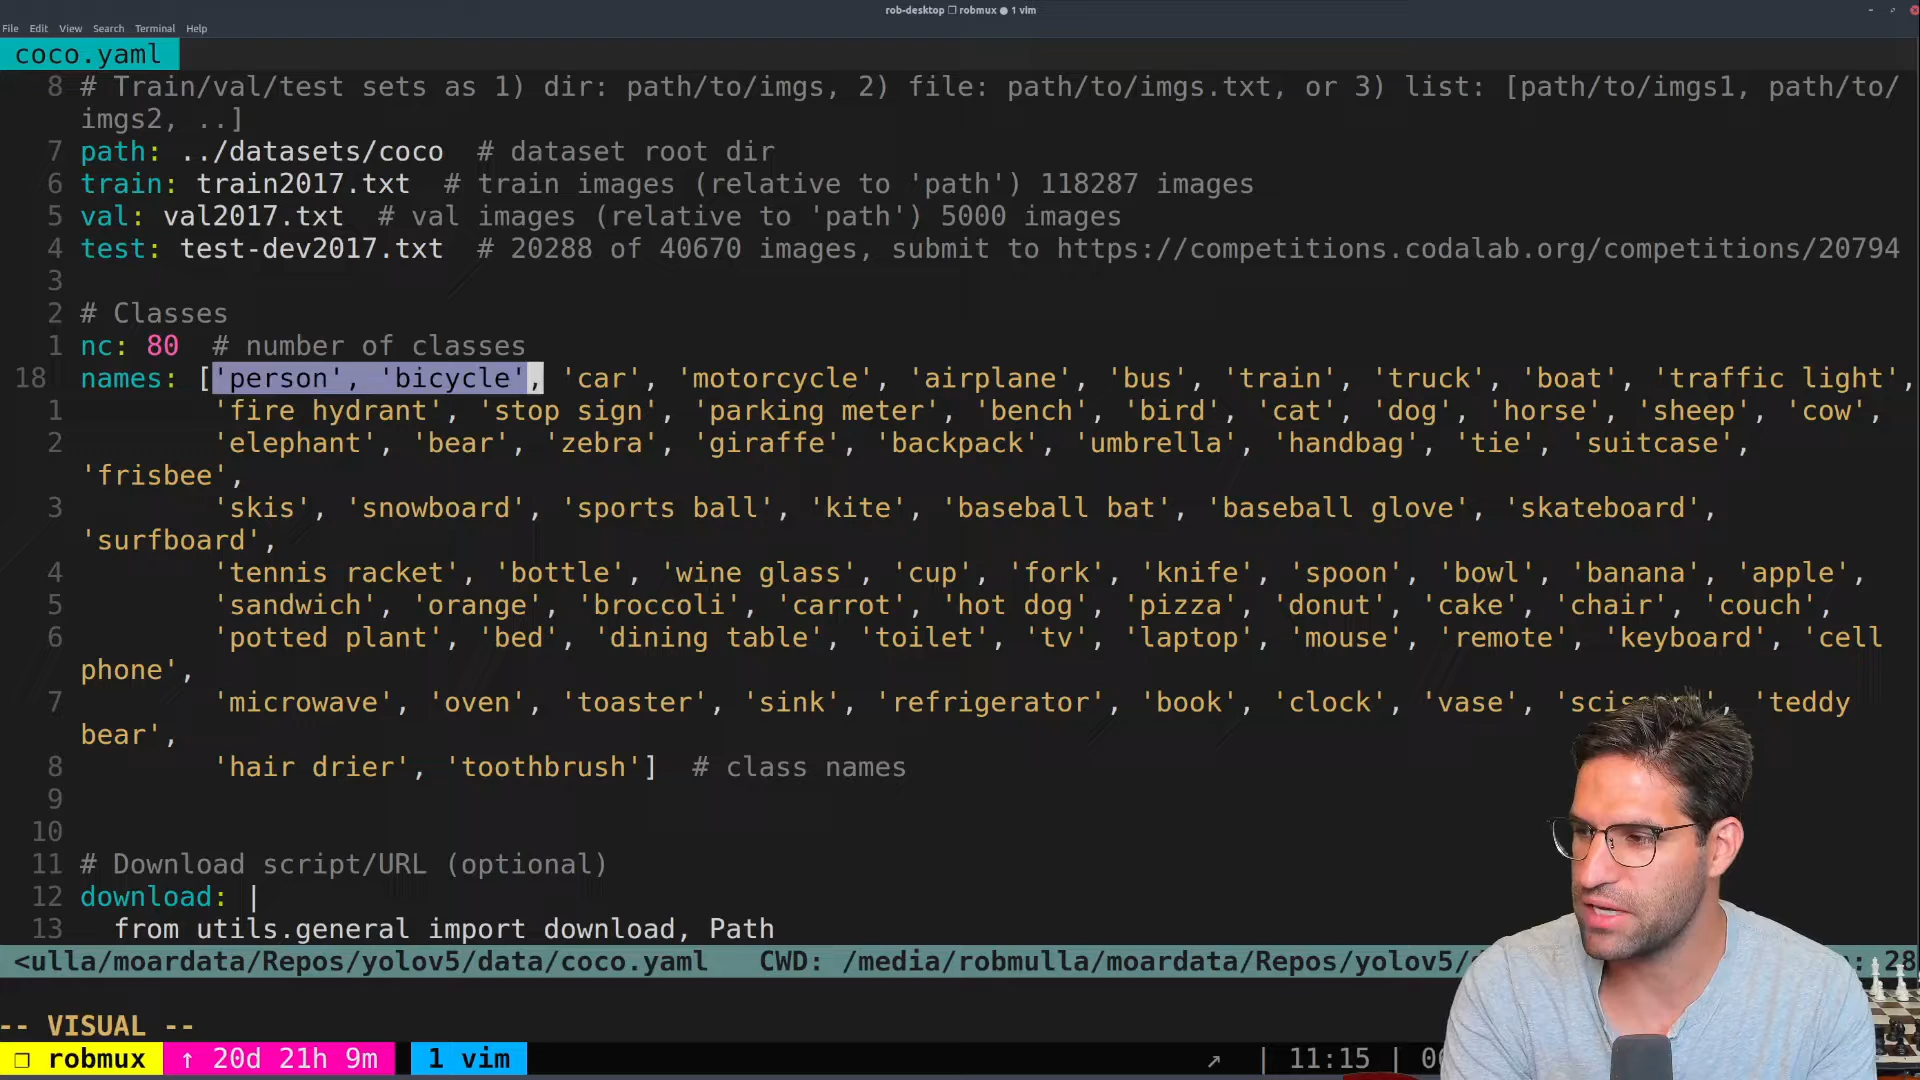 rob-desktop ❐ robmux ● 1 vim
File Edit View Search Terminal Help
coco.yaml
8 # Train/val/test sets as 1) dir: path/to/imgs, 2) file: path/to/imgs.txt, or 3) list: [path/to/imgs1, path/to/
imgs2, ..]
7 path: ../datasets/coco  # dataset root dir
6 train: train2017.txt  # train images (relative to 'path') 118287 images
5 val: val2017.txt  # val images (relative to 'path') 5000 images
4 test: test-dev2017.txt  # 20288 of 40670 images, submit to https://competitions.codalab.org/competitions/20794
3
2 # Classes
1 nc: 80  # number of classes
18 names: ['person', 'bicycle', 'car', 'motorcycle', 'airplane', 'bus', 'train', 'truck', 'boat', 'traffic light',
1 'fire hydrant', 'stop sign', 'parking meter', 'bench', 'bird', 'cat', 'dog', 'horse', 'sheep', 'cow',
2 'elephant', 'bear', 'zebra', 'giraffe', 'backpack', 'umbrella', 'handbag', 'tie', 'suitcase',
'frisbee',
3 'skis', 'snowboard', 'sports ball', 'kite', 'baseball bat', 'baseball glove', 'skateboard',
'surfboard',
4 'tennis racket', 'bottle', 'wine glass', 'cup', 'fork', 'knife', 'spoon', 'bowl', 'banana', 'apple',
5 'sandwich', 'orange', 'broccoli', 'carrot', 'hot dog', 'pizza', 'donut', 'cake', 'chair', 'couch',
6 'potted plant', 'bed', 'dining table', 'toilet', 'tv', 'laptop', 'mouse', 'remote', 'keyboard', 'cell
phone',
7 'microwave', 'oven', 'toaster', 'sink', 'refrigerator', 'book', 'clock', 'vase', 'scissors', 'teddy
bear',
8 'hair drier', 'toothbrush']  # class names
9
10
11 # Download script/URL (optional)
12 download: |
13 from utils.general import download, Path
<ulla/moardata/Repos/yolov5/data/coco.yaml CWD: /media/robmulla/moardata/Repos/yolov5/ : 28
-- VISUAL --
❐ robmux ↑ 20d 21h 9m 1 vim ↗ | 11:15 |